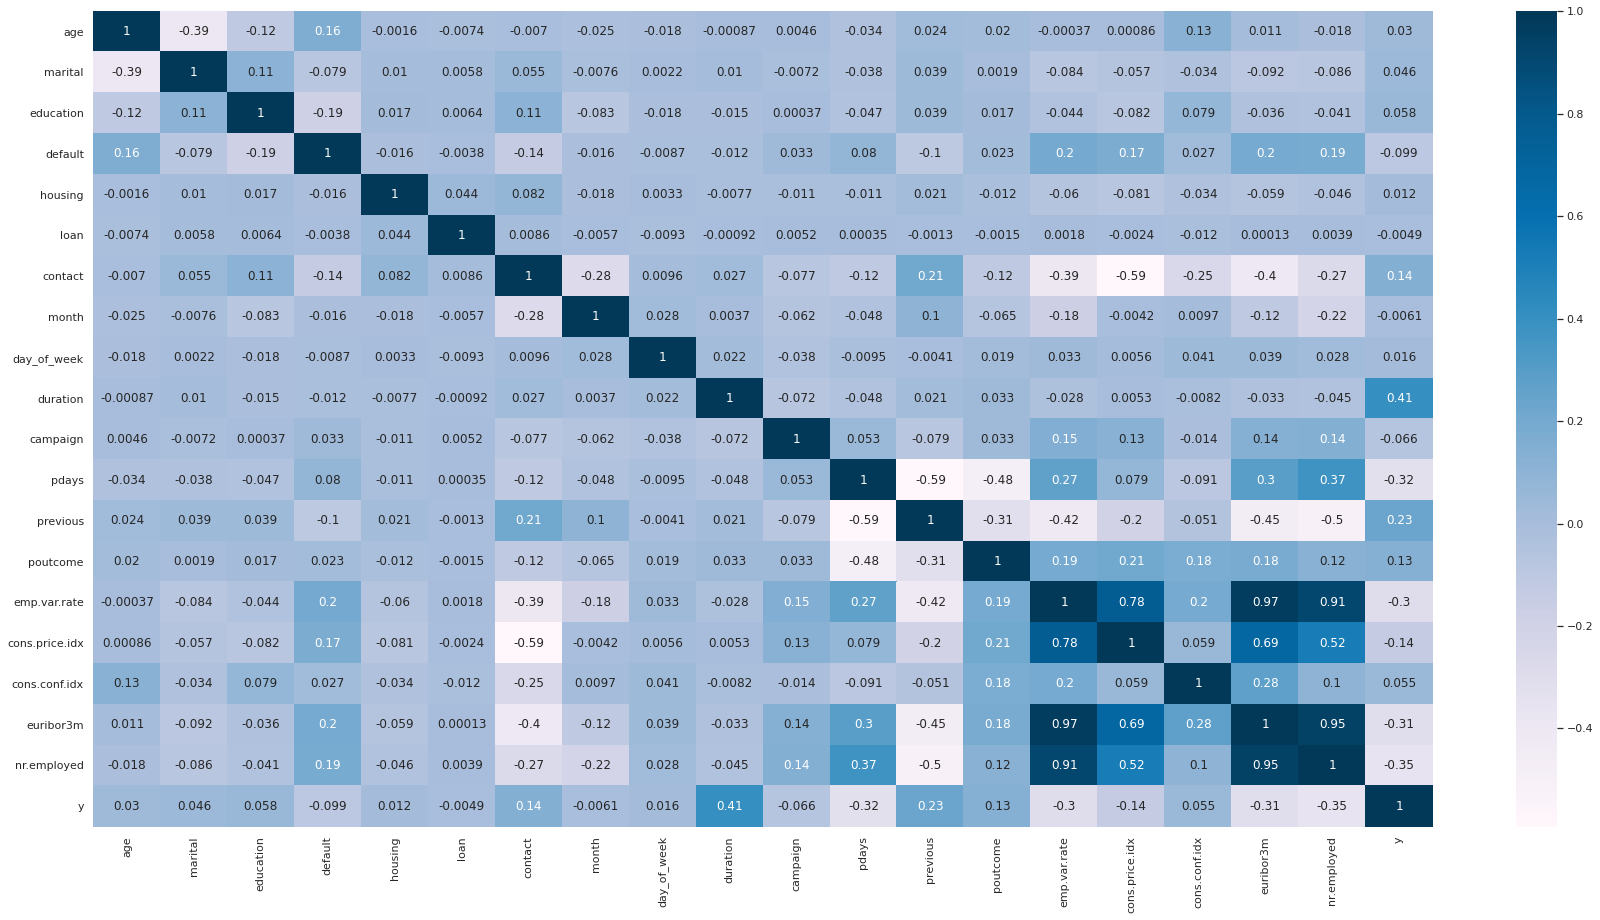 age 1 -0.39 -0.12 0.16 -0.0016 -0.0074 -0.007 -0.025 -0.018 -0.00087 0.0046 -0.034 0.024 0.02 -0.00037 0.00086 0.13 0.011 -0.018 0.03
marital -0.39 1 0.11 -0.079 0.01 0.0058 0.055 -0.0076 0.0022 0.01 -0.0072 -0.038 0.039 0.0019 -0.084 -0.057 -0.034 -0.092 -0.086 0.046
education -0.12 0.11 1 -0.19 0.017 0.0064 0.11 -0.083 -0.018 -0.015 0.00037 -0.047 0.039 0.017 -0.044 -0.082 0.079 -0.036 -0.041 0.058
default 0.16 -0.079 -0.19 1 -0.016 -0.0038 -0.14 -0.016 -0.0087 -0.012 0.033 0.08 -0.1 0.023 0.2 0.17 0.027 0.2 0.19 -0.099
housing -0.0016 0.01 0.017 -0.016 1 0.044 0.082 -0.018 0.0033 -0.0077 -0.011 -0.011 0.021 -0.012 -0.06 -0.081 -0.034 -0.059 -0.046 0.012
loan -0.0074 0.0058 0.0064 -0.0038 0.044 1 0.0086 -0.0057 -0.0093 -0.00092 0.0052 0.00035 -0.0013 -0.0015 0.0018 -0.0024 -0.012 0.00013 0.0039 -0.0049
contact -0.007 0.055 0.11 -0.14 0.082 0.0086 1 -0.28 0.0096 0.027 -0.077 -0.12 0.21 -0.12 -0.39 -0.59 -0.25 -0.4 -0.27 0.14
month -0.025 -0.0076 -0.083 -0.016 -0.018 -0.0057 -0.28 1 0.028 0.0037 -0.062 -0.048 0.1 -0.065 -0.18 -0.0042 0.0097 -0.12 -0.22 -0.0061
day_of_week -0.018 0.0022 -0.018 -0.0087 0.0033 -0.0093 0.0096 0.028 1 0.022 -0.038 -0.0095 -0.0041 0.019 0.033 0.0056 0.041 0.039 0.028 0.016
duration -0.00087 0.01 -0.015 -0.012 -0.0077 -0.00092 0.027 0.0037 0.022 1 -0.072 -0.048 0.021 0.033 -0.028 0.0053 -0.0082 -0.033 -0.045 0.41
campaign 0.0046 -0.0072 0.00037 0.033 -0.011 0.0052 -0.077 -0.062 -0.038 -0.072 1 0.053 -0.079 0.033 0.15 0.13 -0.014 0.14 0.14 -0.066
pdays -0.034 -0.038 -0.047 0.08 -0.011 0.00035 -0.12 -0.048 -0.0095 -0.048 0.053 1 -0.59 -0.48 0.27 0.079 -0.091 0.3 0.37 -0.32
previous 0.024 0.039 0.039 -0.1 0.021 -0.0013 0.21 0.1 -0.0041 0.021 -0.079 -0.59 1 -0.31 -0.42 -0.2 -0.051 -0.45 -0.5 0.23
poutcome 0.02 0.0019 0.017 0.023 -0.012 -0.0015 -0.12 -0.065 0.019 0.033 0.033 -0.48 -0.31 1 0.19 0.21 0.18 0.18 0.12 0.13
emp.var.rate -0.00037 -0.084 -0.044 0.2 -0.06 0.0018 -0.39 -0.18 0.033 -0.028 0.15 0.27 -0.42 0.19 1 0.78 0.2 0.97 0.91 -0.3
cons.price.idx 0.00086 -0.057 -0.082 0.17 -0.081 -0.0024 -0.59 -0.0042 0.0056 0.0053 0.13 0.079 -0.2 0.21 0.78 1 0.059 0.69 0.52 -0.14
cons.conf.idx 0.13 -0.034 0.079 0.027 -0.034 -0.012 -0.25 0.0097 0.041 -0.0082 -0.014 -0.091 -0.051 0.18 0.2 0.059 1 0.28 0.1 0.055
euribor3m 0.011 -0.092 -0.036 0.2 -0.059 0.00013 -0.4 -0.12 0.039 -0.033 0.14 0.3 -0.45 0.18 0.97 0.69 0.28 1 0.95 -0.31
nr.employed -0.018 -0.086 -0.041 0.19 -0.046 0.0039 -0.27 -0.22 0.028 -0.045 0.14 0.37 -0.5 0.12 0.91 0.52 0.1 0.95 1 -0.35
y 0.03 0.046 0.058 -0.099 0.012 -0.0049 0.14 -0.0061 0.016 0.41 -0.066 -0.32 0.23 0.13 -0.3 -0.14 0.055 -0.31 -0.35 1
age marital education default housing loan contact month day_of_week duration campaign pdays previous poutcome emp.var.rate cons.price.idx cons.conf.idx euribor3m nr.employed y
1.0
0.8
0.6
0.4
0.2
0.0
-0.2
-0.4